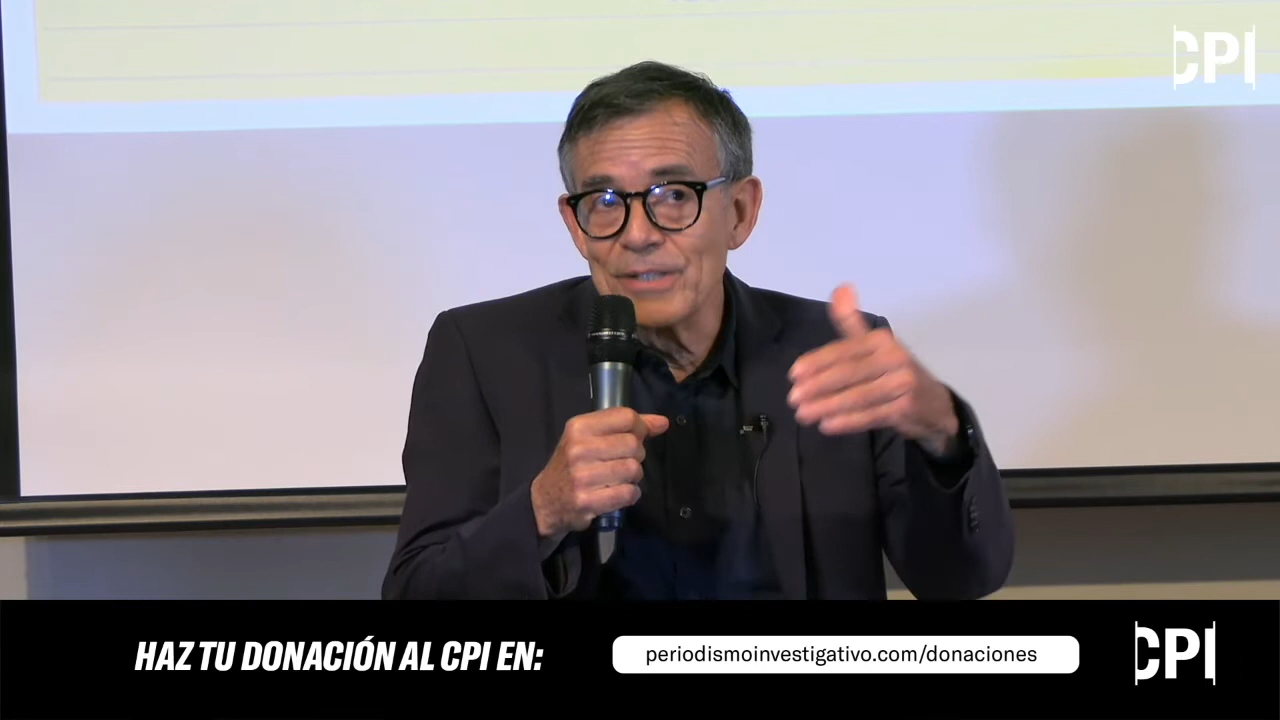 CPI
HAZ TU DONACIÓN AL CPI EN:
periodismoinvestigativo.com/donaciones
CPI